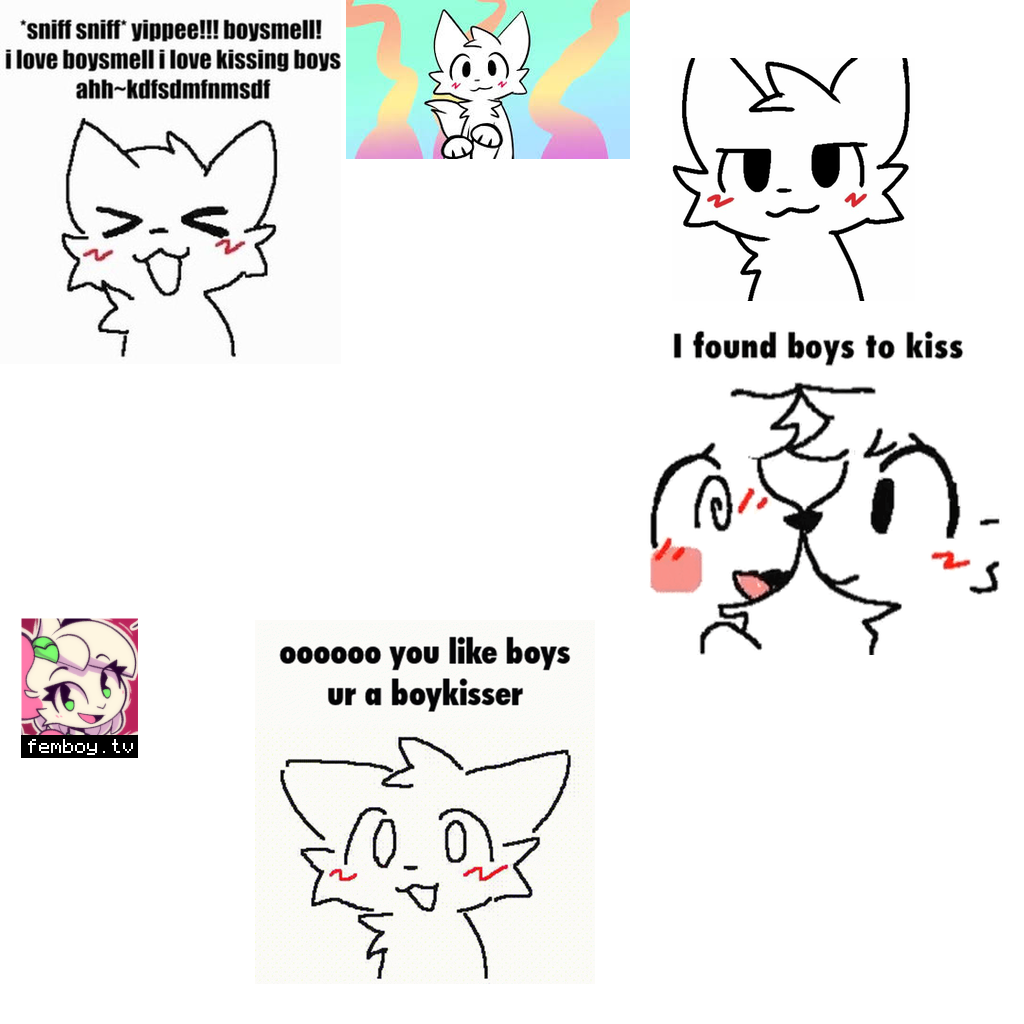 *sniff sniff* yippee!!! boysmell!
i love boysmell i love kissing boys
ahh~kdfsdmfnmsdf
I found boys to kiss
femboy.tv
oooooo you like boys
ur a boykisser